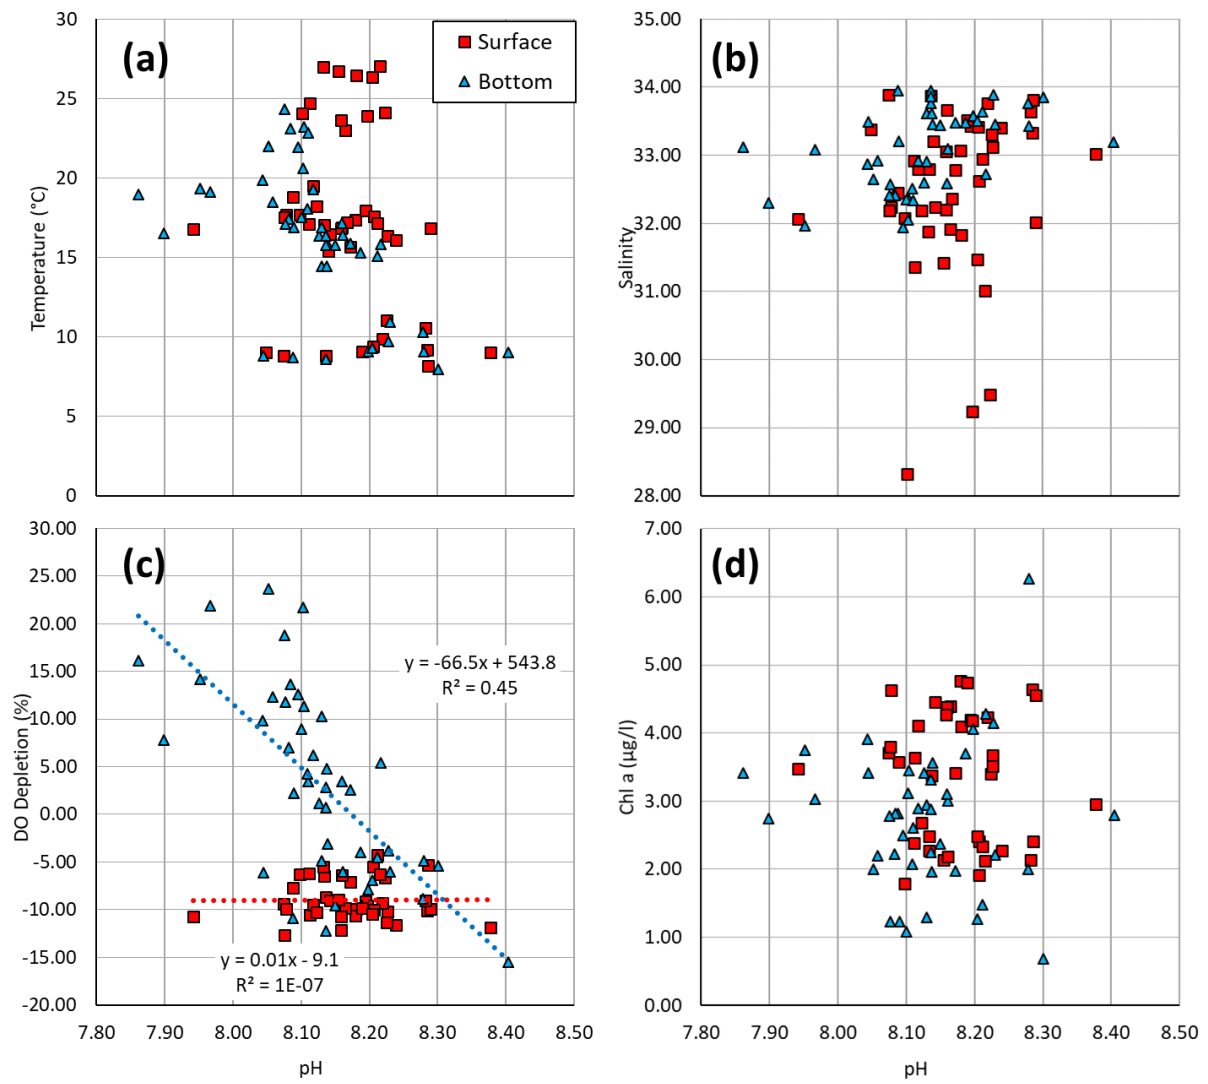 (a)
Surface
Bottom
30
25
20
15
10
5
0
Temperature (°C)
(b)
35.00
34.00
33.00
32.00
31.00
30.00
29.00
28.00
Salinity
(c)
30.00
25.00
20.00
15.00
10.00
5.00
0.00
-5.00
-10.00
-15.00
-20.00
DO Depletion (%)
y = -66.5x + 543.8
R² = 0.45
y = 0.01x - 9.1
R² = 1E-07
7.80 7.90 8.00 8.10 8.20 8.30 8.40 8.50
pH
(d)
7.00
6.00
5.00
4.00
3.00
2.00
1.00
0.00
Chl a (µg/l)
7.80 7.90 8.00 8.10 8.20 8.30 8.40 8.50
pH